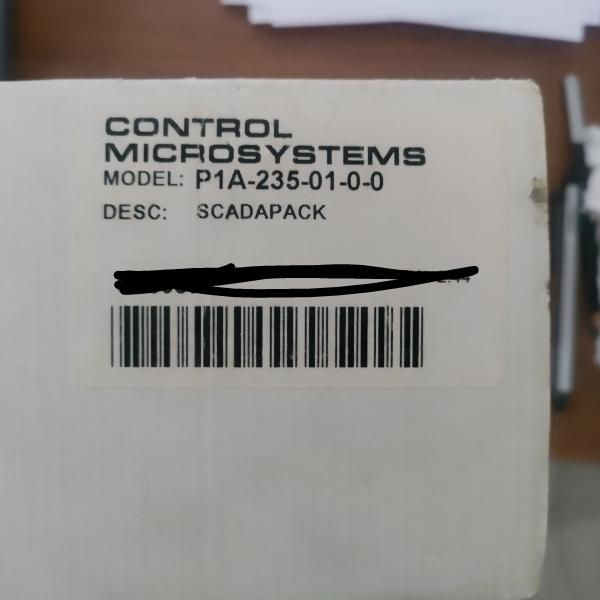 CONTROL
MICROSYSTEMS
MODEL: P1A-235-01-0-0
DESC: SCADAPACK